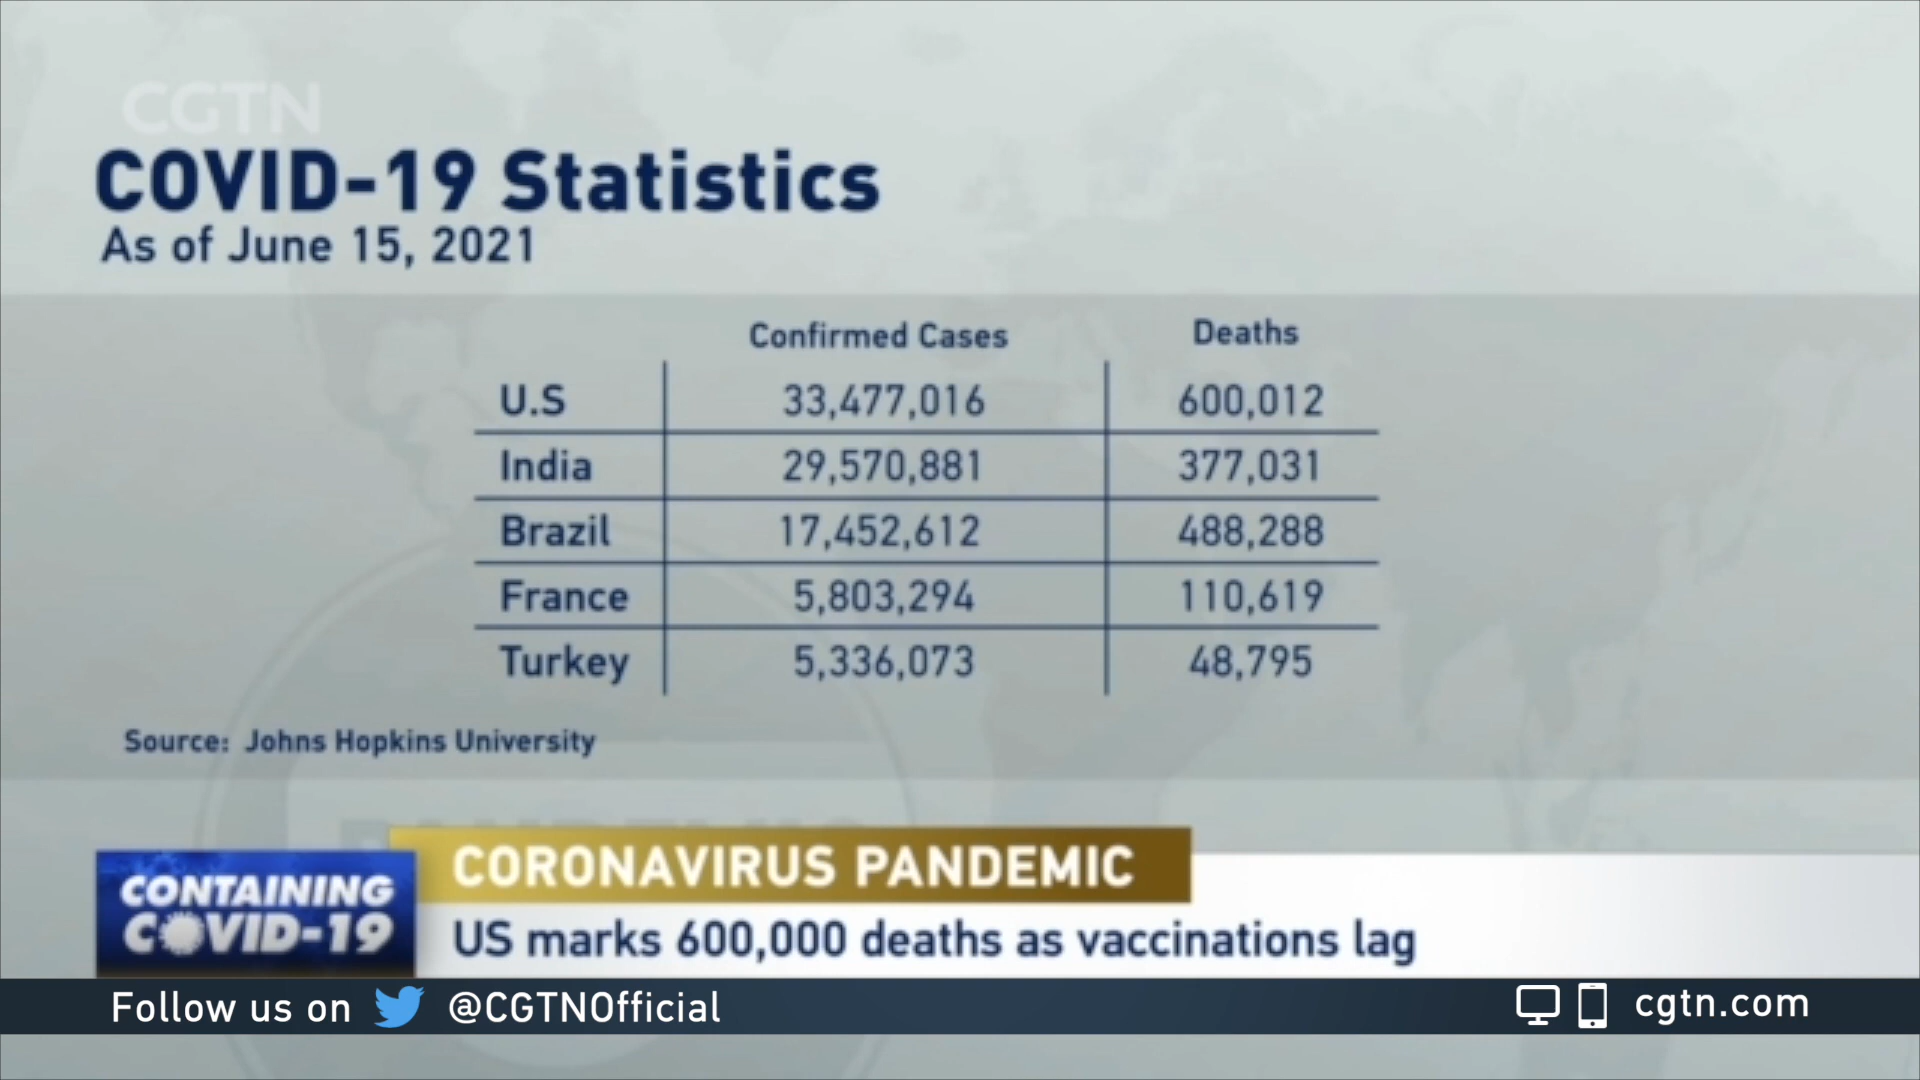 CGTN
COVID-19 Statistics
As of June 15, 2021
Confirmed Cases Deaths
U.S 33,477,016 600,012
India 29,570,881 377,031
Brazil 17,452,612 488,288
France 5,803,294 110,619
Turkey 5,336,073 48,795
Source: Johns Hopkins University
CONTAINING
COVID-19
CORONAVIRUS PANDEMIC
US marks 600,000 deaths as vaccinations lag
Follow us on @CGTNOfficial cgtn.com